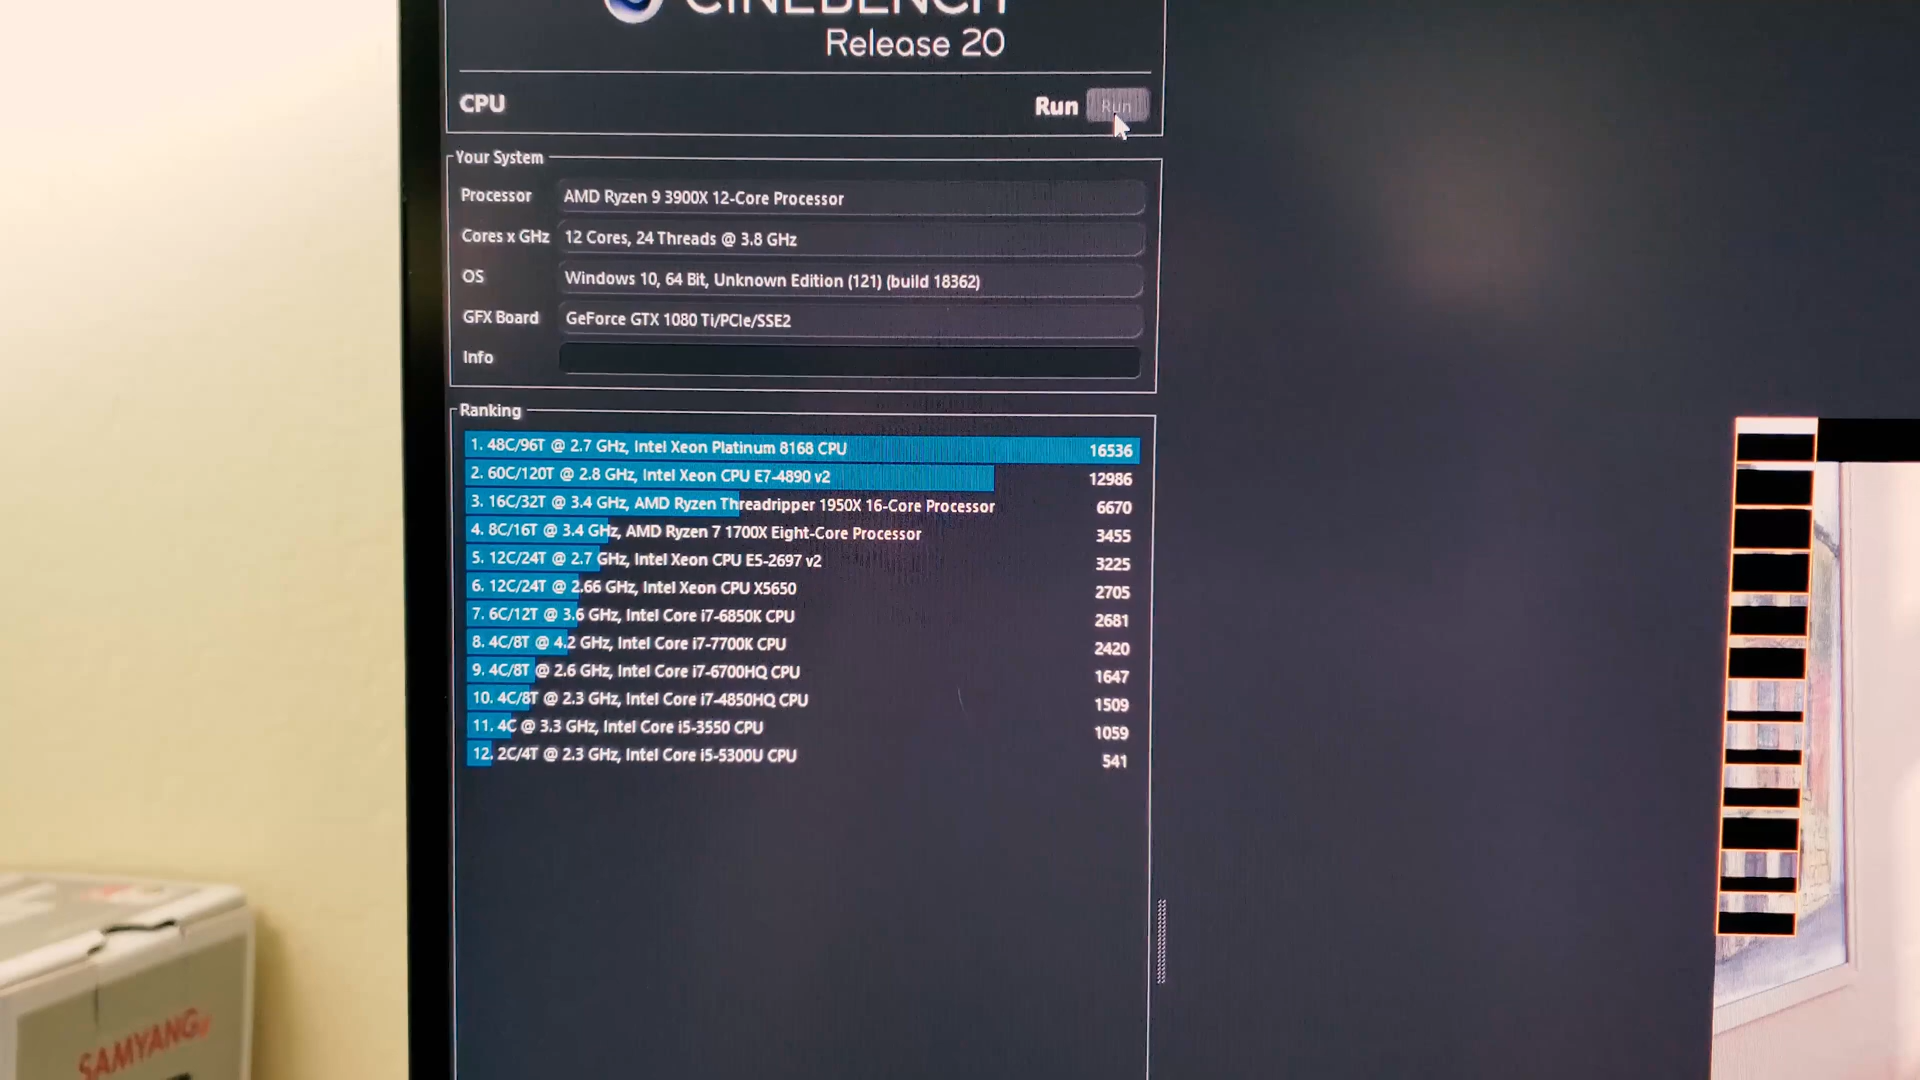 CINEBENCH
Release 20
CPU
Run Run
Your System
Processor AMD Ryzen 9 3900X 12-Core Processor
Cores x GHz 12 Cores, 24 Threads @ 3.8 GHz
OS Windows 10, 64 Bit, Unknown Edition (121) (build 18362)
GFX Board GeForce GTX 1080 Ti/PCIe/SSE2
Info
Ranking
1. 48C/96T @ 2.7 GHz, Intel Xeon Platinum 8168 CPU 16536
2. 60C/120T @ 2.8 GHz, Intel Xeon CPU E7-4890 v2 12986
3. 16C/32T @ 3.4 GHz, AMD Ryzen Threadripper 1950X 16-Core Processor 6670
4. 8C/16T @ 3.4 GHz, AMD Ryzen 7 1700X Eight-Core Processor 3455
5. 12C/24T @ 2.7 GHz, Intel Xeon CPU E5-2697 v2 3225
6. 12C/24T @ 2.66 GHz, Intel Xeon CPU X5650 2705
7. 6C/12T @ 3.6 GHz, Intel Core i7-6850K CPU 2681
8. 4C/8T @ 4.2 GHz, Intel Core i7-7700K CPU 2420
9. 4C/8T @ 2.6 GHz, Intel Core i7-6700HQ CPU 1647
10. 4C/8T @ 2.3 GHz, Intel Core i7-4850HQ CPU 1509
11. 4C @ 3.3 GHz, Intel Core i5-3550 CPU 1059
12. 2C/4T @ 2.3 GHz, Intel Core i5-5300U CPU 541
SAMYANG